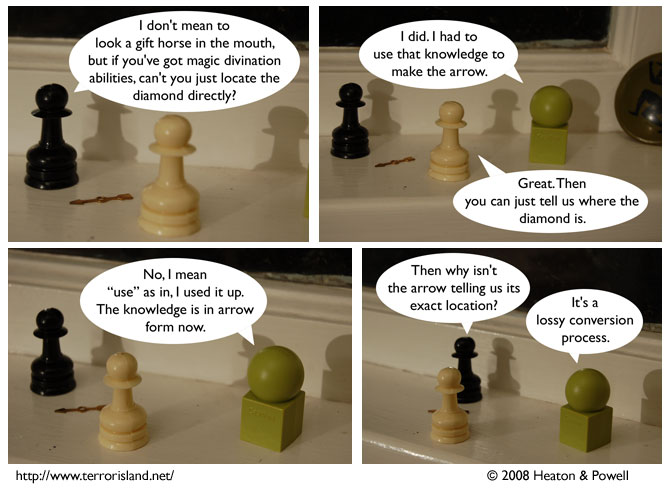 I don't mean to
look a gift horse in the mouth,
but if you've got magic divination
abilities, can't you just locate the
diamond directly?
I did. I had to
use that knowledge to
make the arrow.
Great. Then
you can just tell us where the
diamond is.
No, I mean
“use” as in, I used it up.
The knowledge is in arrow
form now.
Then why isn't
the arrow telling us its
exact location?
It's a
lossy conversion
process.
http://www.terrorisland.net/
© 2008 Heaton & Powell